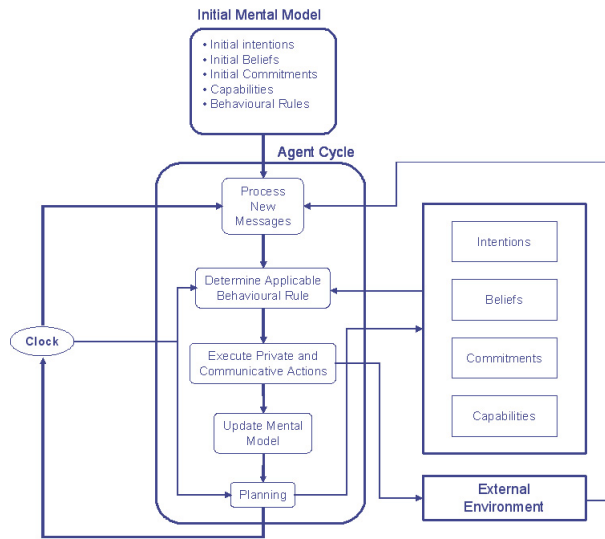 Initial Mental Model
• Initial intentions
• Initial Beliefs
• Initial Commitments
• Capabilities
• Behavioural Rules
Agent Cycle
Process
New
Messages
Determine Applicable
Behavioural Rule
Execute Private and
Communicative Actions
Update Mental
Model
Planning
Clock
Intentions
Beliefs
Commitments
Capabilities
External
Environment